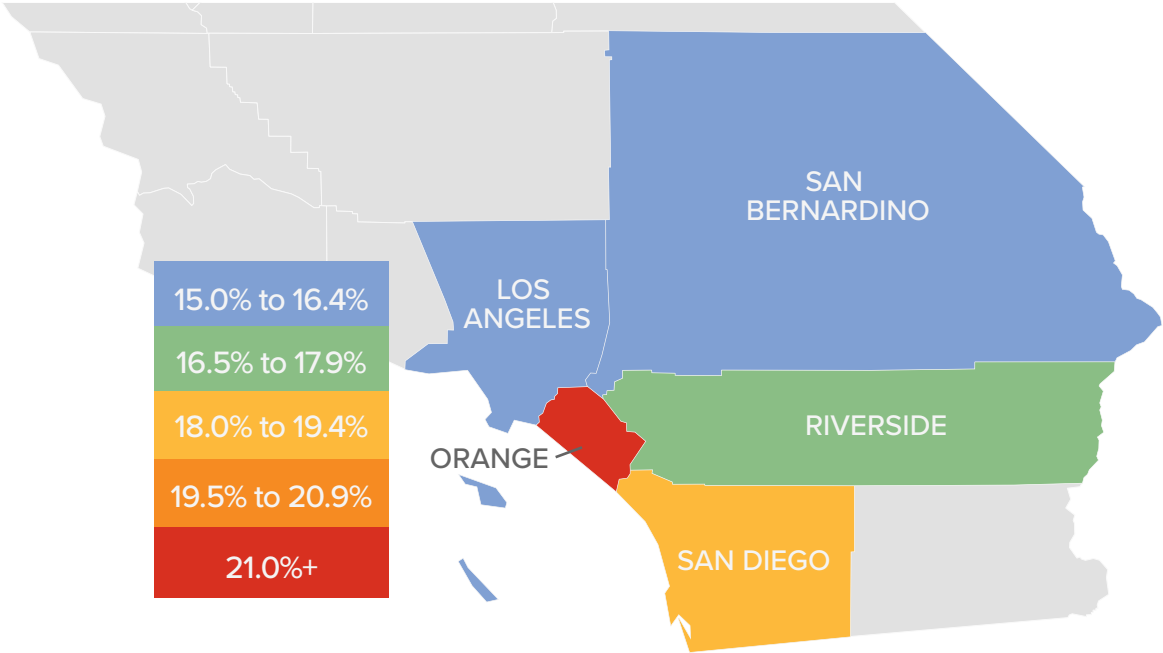 SAN
BERNARDINO
LOS
ANGELES
15.0% to 16.4%
16.5% to 17.9%
18.0% to 19.4%
19.5% to 20.9%
21.0%+
RIVERSIDE
ORANGE
SAN DIEGO